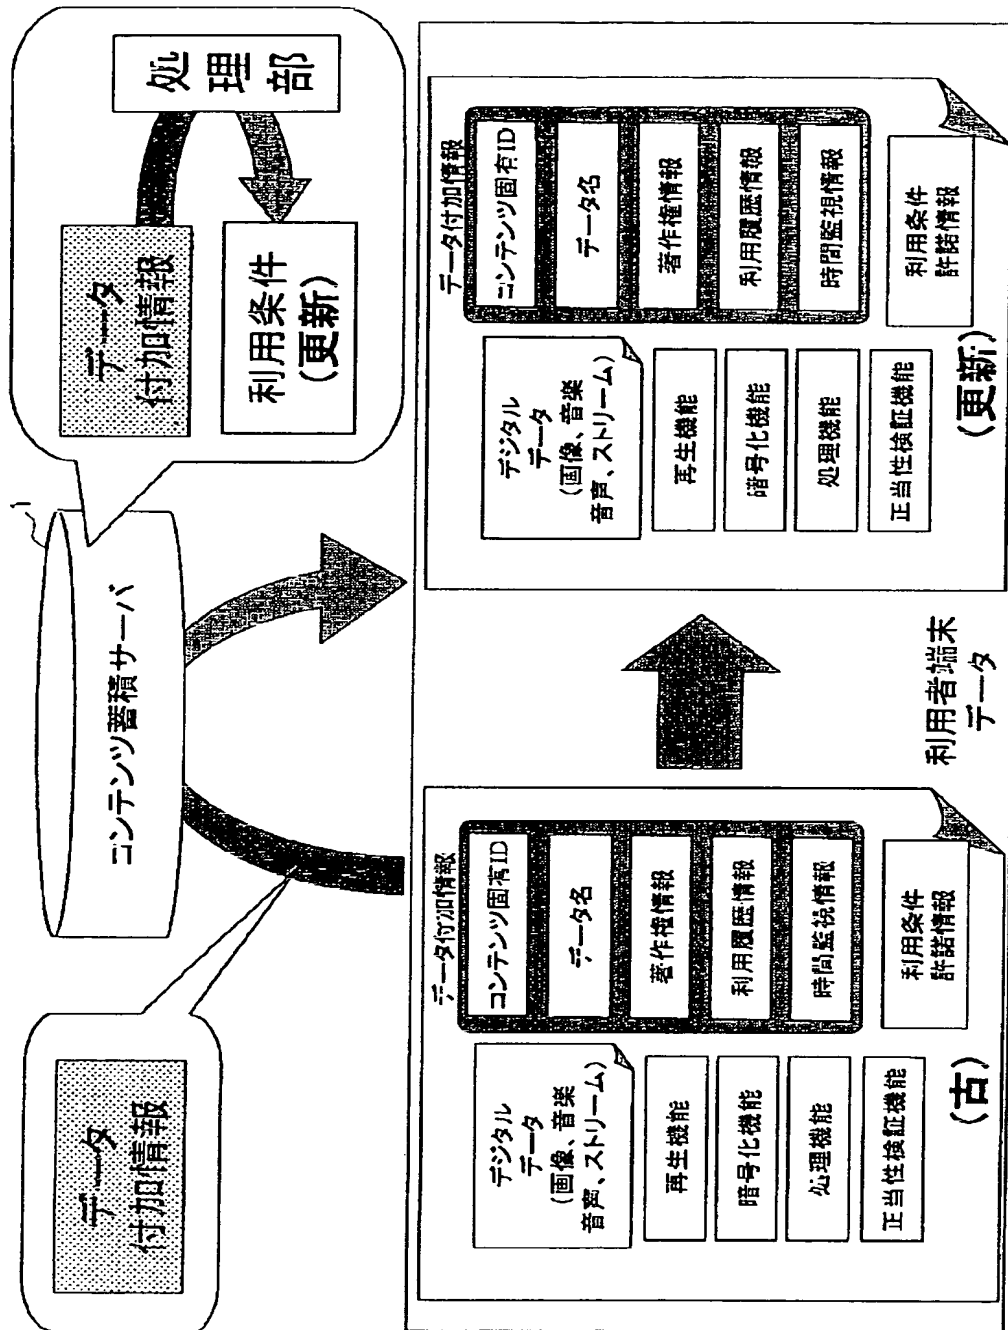 データ
付加情報
コンテンツ蓄積サーバ
1
データ
付加情報
処理部
利用条件
(更新)
デジタル
データ
(画像、音楽
音声、ストリーム)
再生機能
暗号化機能
処理機能
正当性検証機能
(古)
データ付加情報
コンテンツ固有ID
データ名
著作権情報
利用履歴情報
時間監視情報
利用条件
許諾情報
利用者端末
データ
デジタル
データ
(画像、音楽
音声、ストリーム)
再生機能
暗号化機能
処理機能
正当性検証機能
(更新)
データ付加情報
コンテンツ固有ID
データ名
著作権情報
利用履歴情報
時間監視情報
利用条件
許諾情報